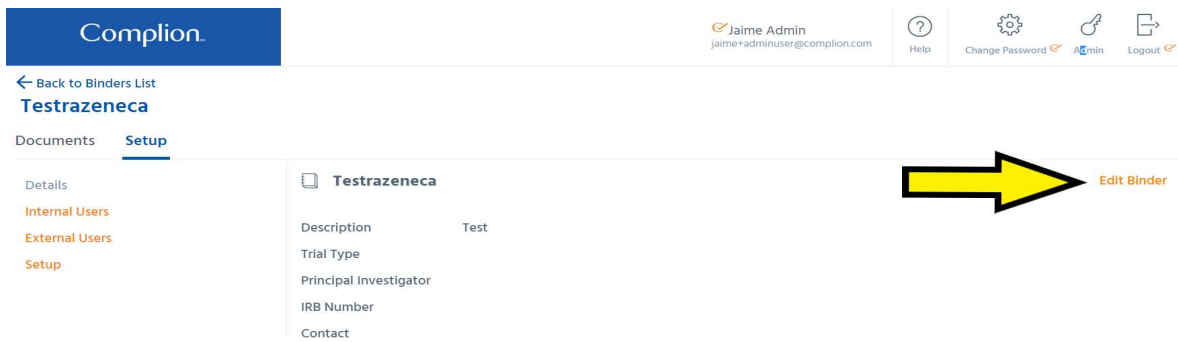 Complion™
Jaime Admin
jaime+adminuser@complion.com
?
Help
Change Password
Admin
Logout
← Back to Binders List
Testrazeneca
Documents Setup
Details
Internal Users
External Users
Setup
Testrazeneca
Edit Binder
Description Test
Trial Type
Principal Investigator
IRB Number
Contact